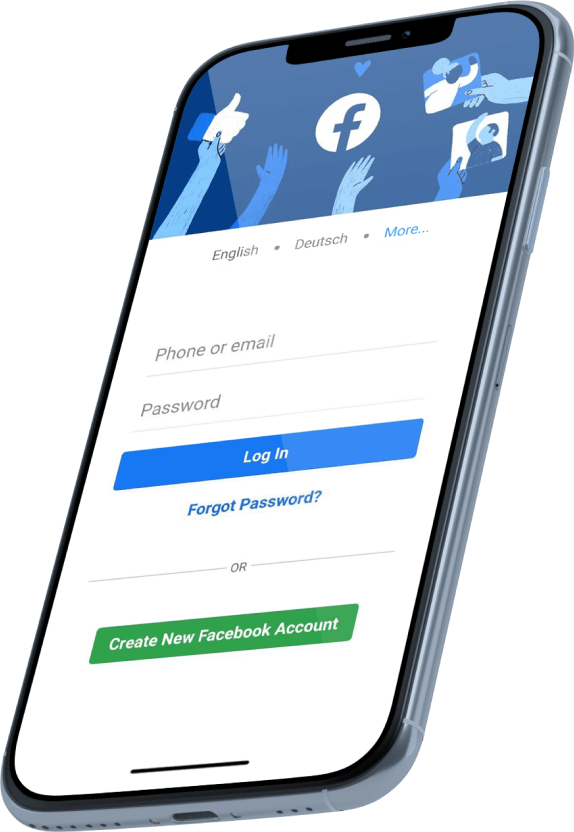 English • Deutsch • More...
Phone or email
Password
Log In
Forgot Password?
OR
Create New Facebook Account